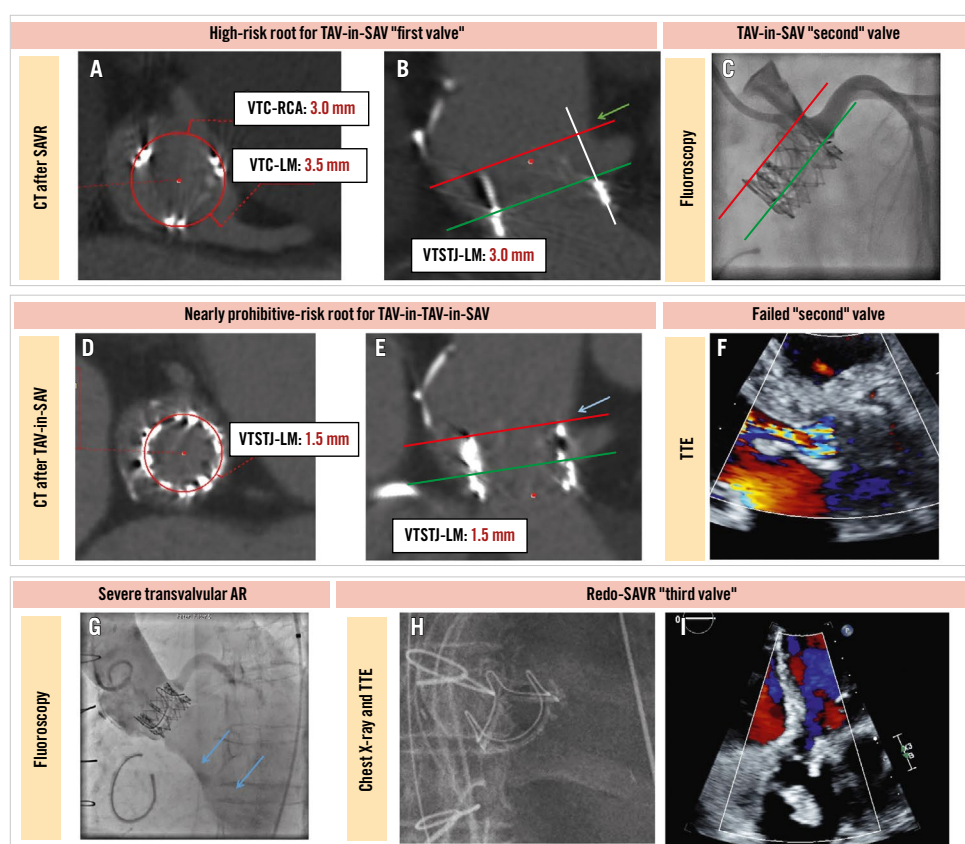 High-risk root for TAV-in-SAV "first valve"
TAV-in-SAV "second" valve
CT after SAVR
A
VTC-RCA: 3.0 mm
VTC-LM: 3.5 mm
B
VTSTJ-LM: 3.0 mm
Fluoroscopy
C
Nearly prohibitive-risk root for TAV-in-TAV-in-SAV
Failed "second" valve
CT after TAV-in-SAV
D
VTSTJ-LM: 1.5 mm
E
VTSTJ-LM: 1.5 mm
TTE
F
Severe transvalvular AR
Redo-SAVR "third valve"
Fluoroscopy
G
Chest X-ray and TTE
H
I
0